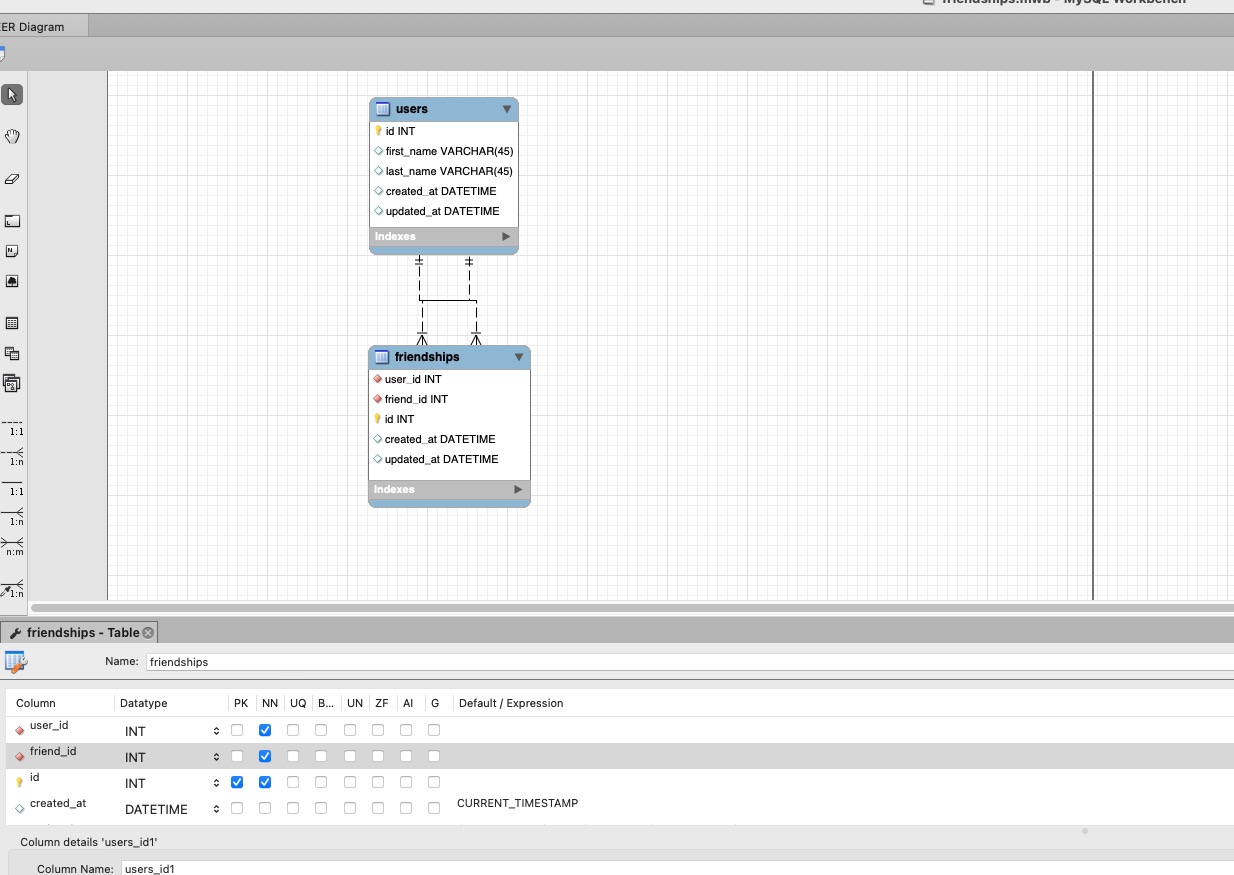 friendships.mwb - MySQL Workbench
EER Diagram
users
id INT
first_name VARCHAR(45)
last_name VARCHAR(45)
created_at DATETIME
updated_at DATETIME
Indexes
friendships
user_id INT
friend_id INT
id INT
created_at DATETIME
updated_at DATETIME
Indexes
1:1
1:n
1:1
1:n
n:m
1:n
friendships - Table
Name: friendships
Column Datatype PK NN UQ B... UN ZF AI G Default / Expression
user_id INT
friend_id INT
id INT
created_at DATETIME CURRENT_TIMESTAMP
Column details 'users_id1'
Column Name: users_id1